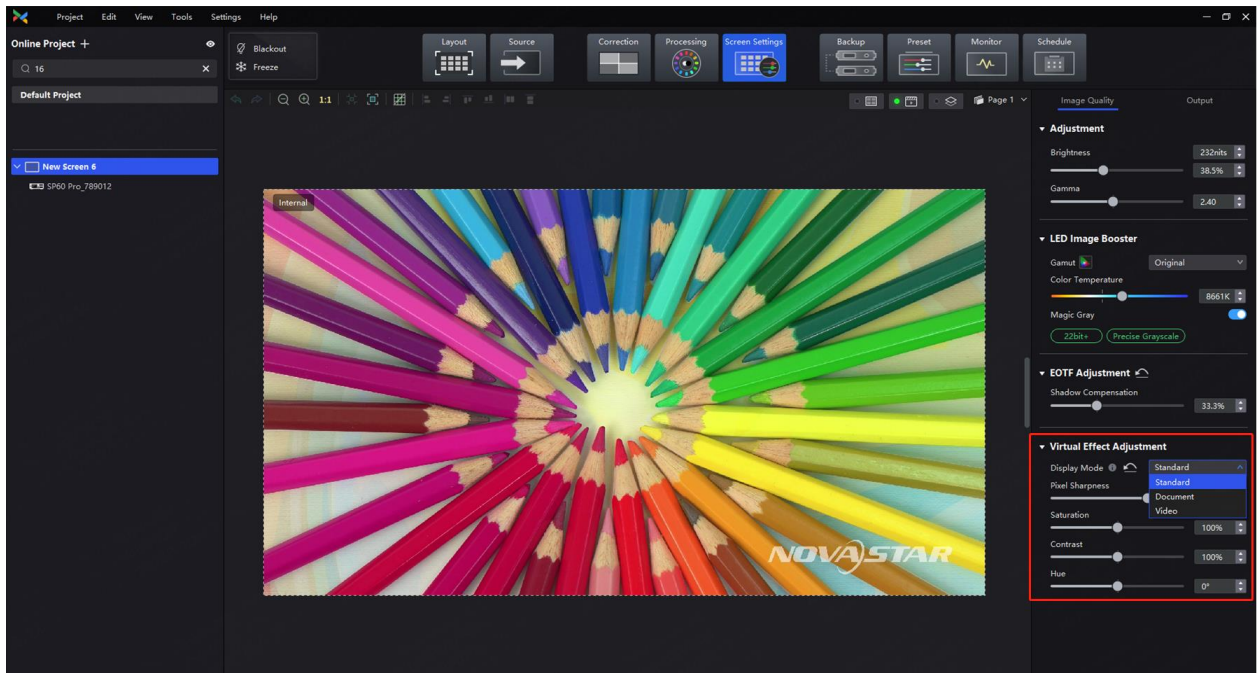 Project Edit View Tools Settings Help
Online Project +
16
Default Project
New Screen 6
SP60 Pro_789012
Blackout
Freeze
Layout
Source
Correction
Processing
Screen Settings
Backup
Preset
Monitor
Schedule
1:1
Page 1
Internal
NOVASTAR
Image Quality Output
Adjustment
Brightness 232nits
38.5%
Gamma
2.40
LED Image Booster
Gamut Original
Color Temperature
8661K
Magic Gray
22bit+ Precise Grayscale
EOTF Adjustment
Shadow Compensation
33.3%
Virtual Effect Adjustment
Display Mode Standard
Pixel Sharpness Standard
Document
Video
Saturation
100%
Contrast
100%
Hue
0°